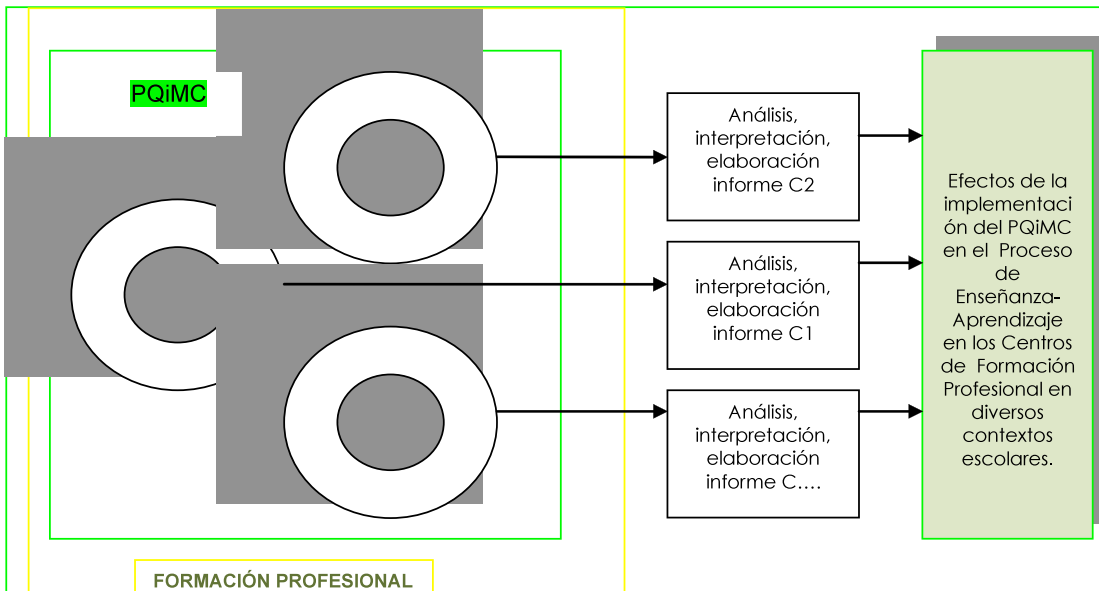 PQiMC
Análisis,
interpretación,
elaboración
informe C2
Análisis,
interpretación,
elaboración
informe C1
Análisis,
interpretación,
elaboración
informe C....
Efectos de la
implementaci
ón del PQiMC
en el Proceso
de
Enseñanza-
Aprendizaje
en los Centros
de Formación
Profesional en
diversos
contextos
escolares.
FORMACIÓN PROFESIONAL